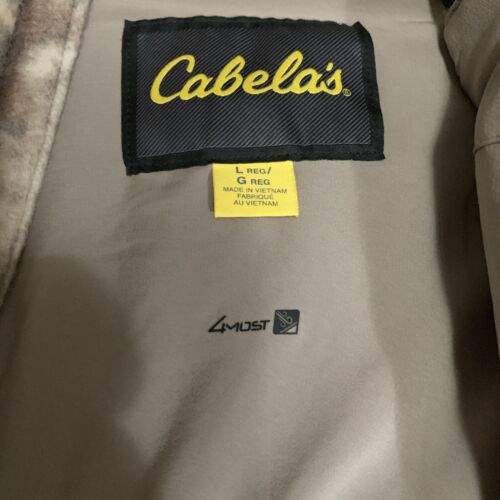 Cabela's®
L REG/
G REG
MADE IN VIETNAM
FABRIQUÉ
AU VIETNAM
4MOST